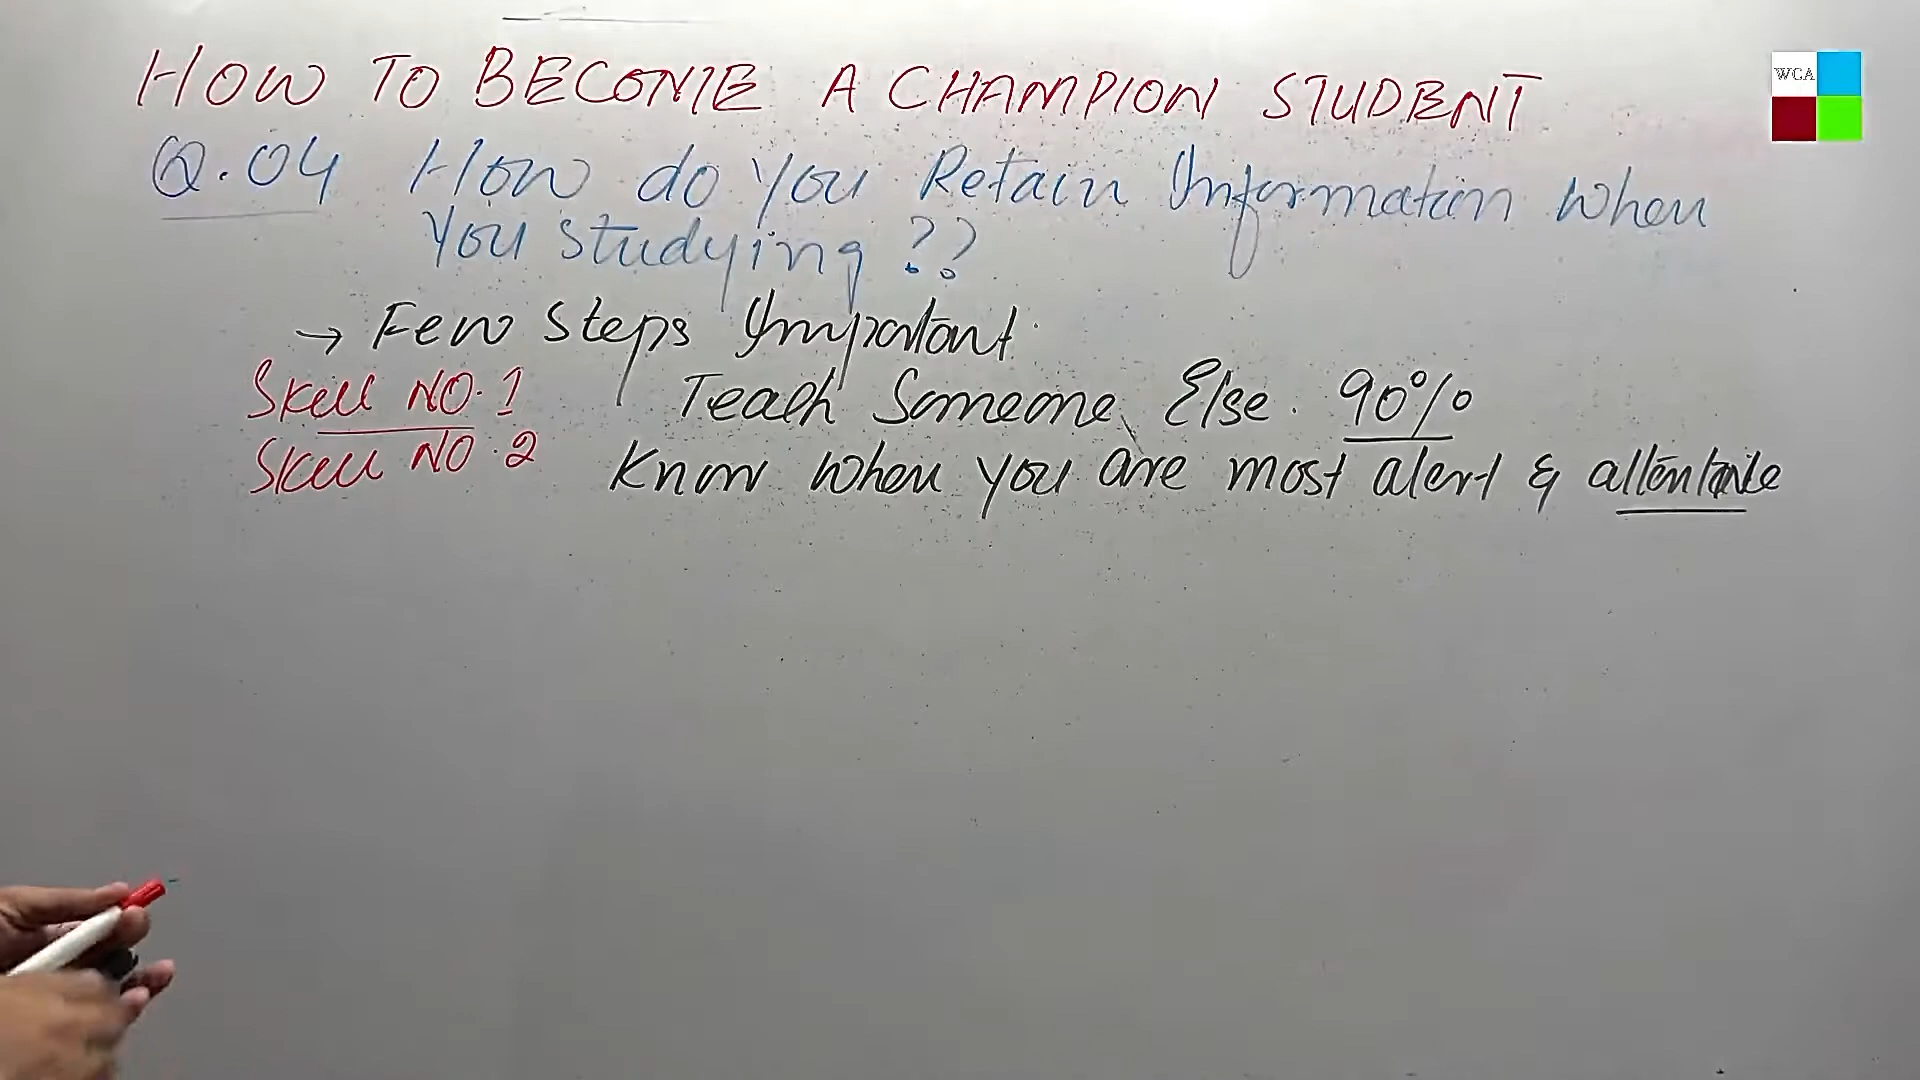 HOW TO BECOME A CHAMPION STUDENT
WCA
Q.04 How do you Retain Information when
you studying ??
→ Few Steps Important.
Skill NO.1 Teach Someone Else. 90%
Skill NO.2 Know when you are most alert & attentive